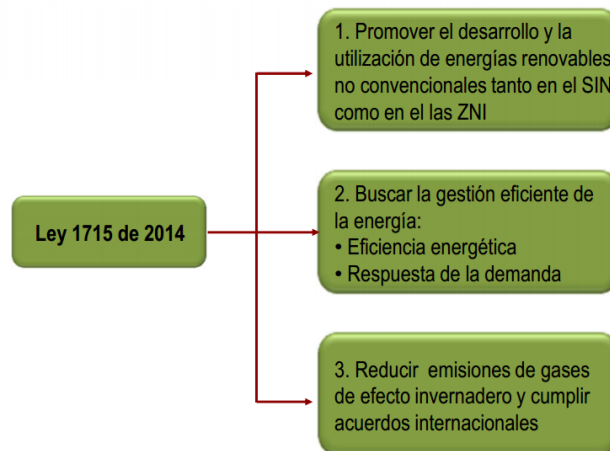 1. Promover el desarrollo y la
utilización de energías renovables
no convencionales tanto en el SIN
como en el las ZNI
Ley 1715 de 2014
2. Buscar la gestión eficiente de
la energía:
• Eficiencia energética
• Respuesta de la demanda
3. Reducir emisiones de gases
de efecto invernadero y cumplir
acuerdos internacionales